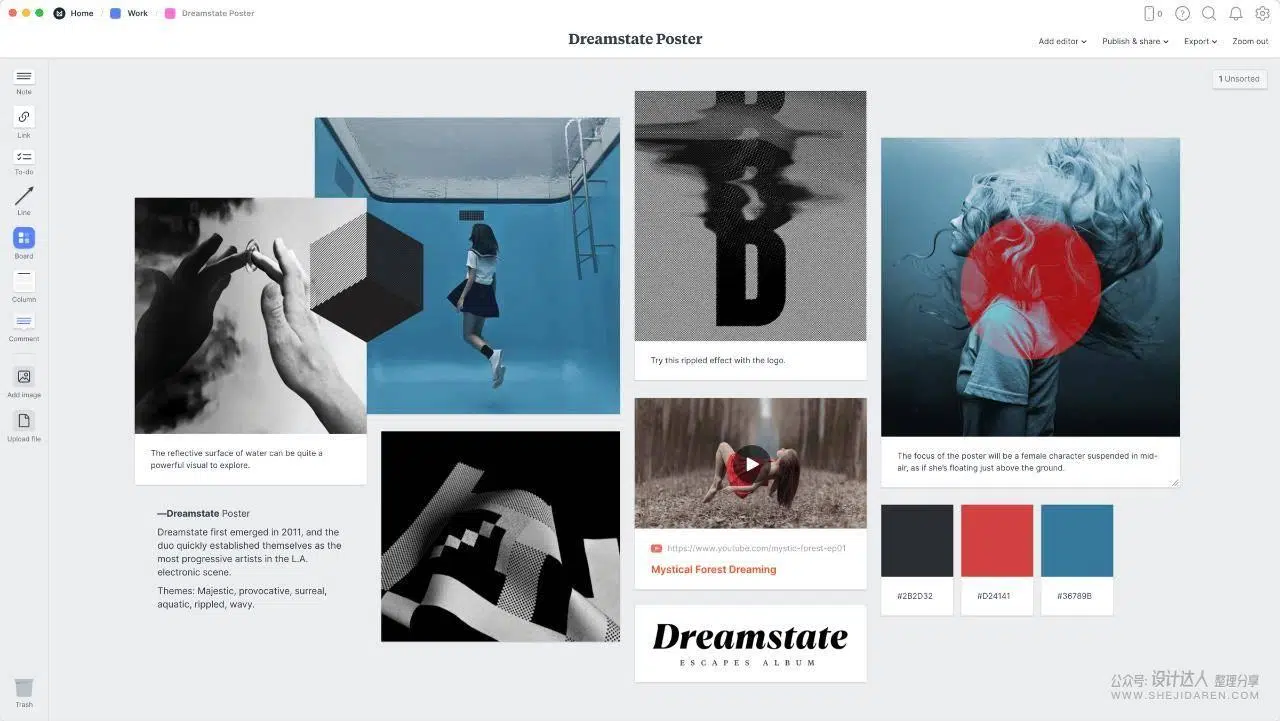 Home / Work / Dreamstate Poster
0
Dreamstate Poster
Add editor
Publish & share
Export
Zoom out
1 Unsorted
Note
Link
To-do
Line
Board
Column
Comment
Add image
Upload file
Trash
The reflective surface of water can be quite a
powerful visual to explore.
—Dreamstate Poster
Dreamstate first emerged in 2011, and the
duo quickly established themselves as the
most progressive artists in the L.A.
electronic scene.
Themes: Majestic, provocative, surreal,
aquatic, rippled, wavy.
B
D
Try this rippled effect with the logo.
https://www.youtube.com/mystic-forest-ep01
Mystical Forest Dreaming
Dreamstate
ESCAPES ALBUM
The focus of the poster will be a female character suspended in mid-
air, as if she's floating just above the ground.
#2B2D32
#D24141
#36789B
公众号: 设计达人 整理分享
WWW.SHEJIDAREN.COM